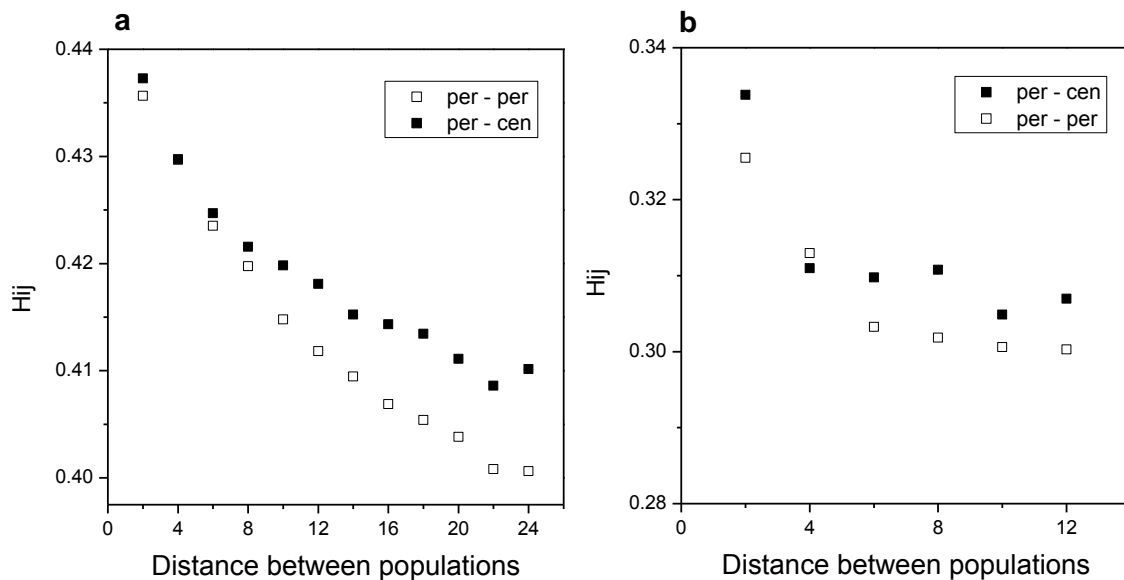 a
0.44
0.43
0.42
0.41
0.40
Hij
per - per
per - cen
0 4 8 12 16 20 24
Distance between populations
b
0.34
0.32
0.30
0.28
Hij
per - cen
per - per
0 4 8 12
Distance between populations